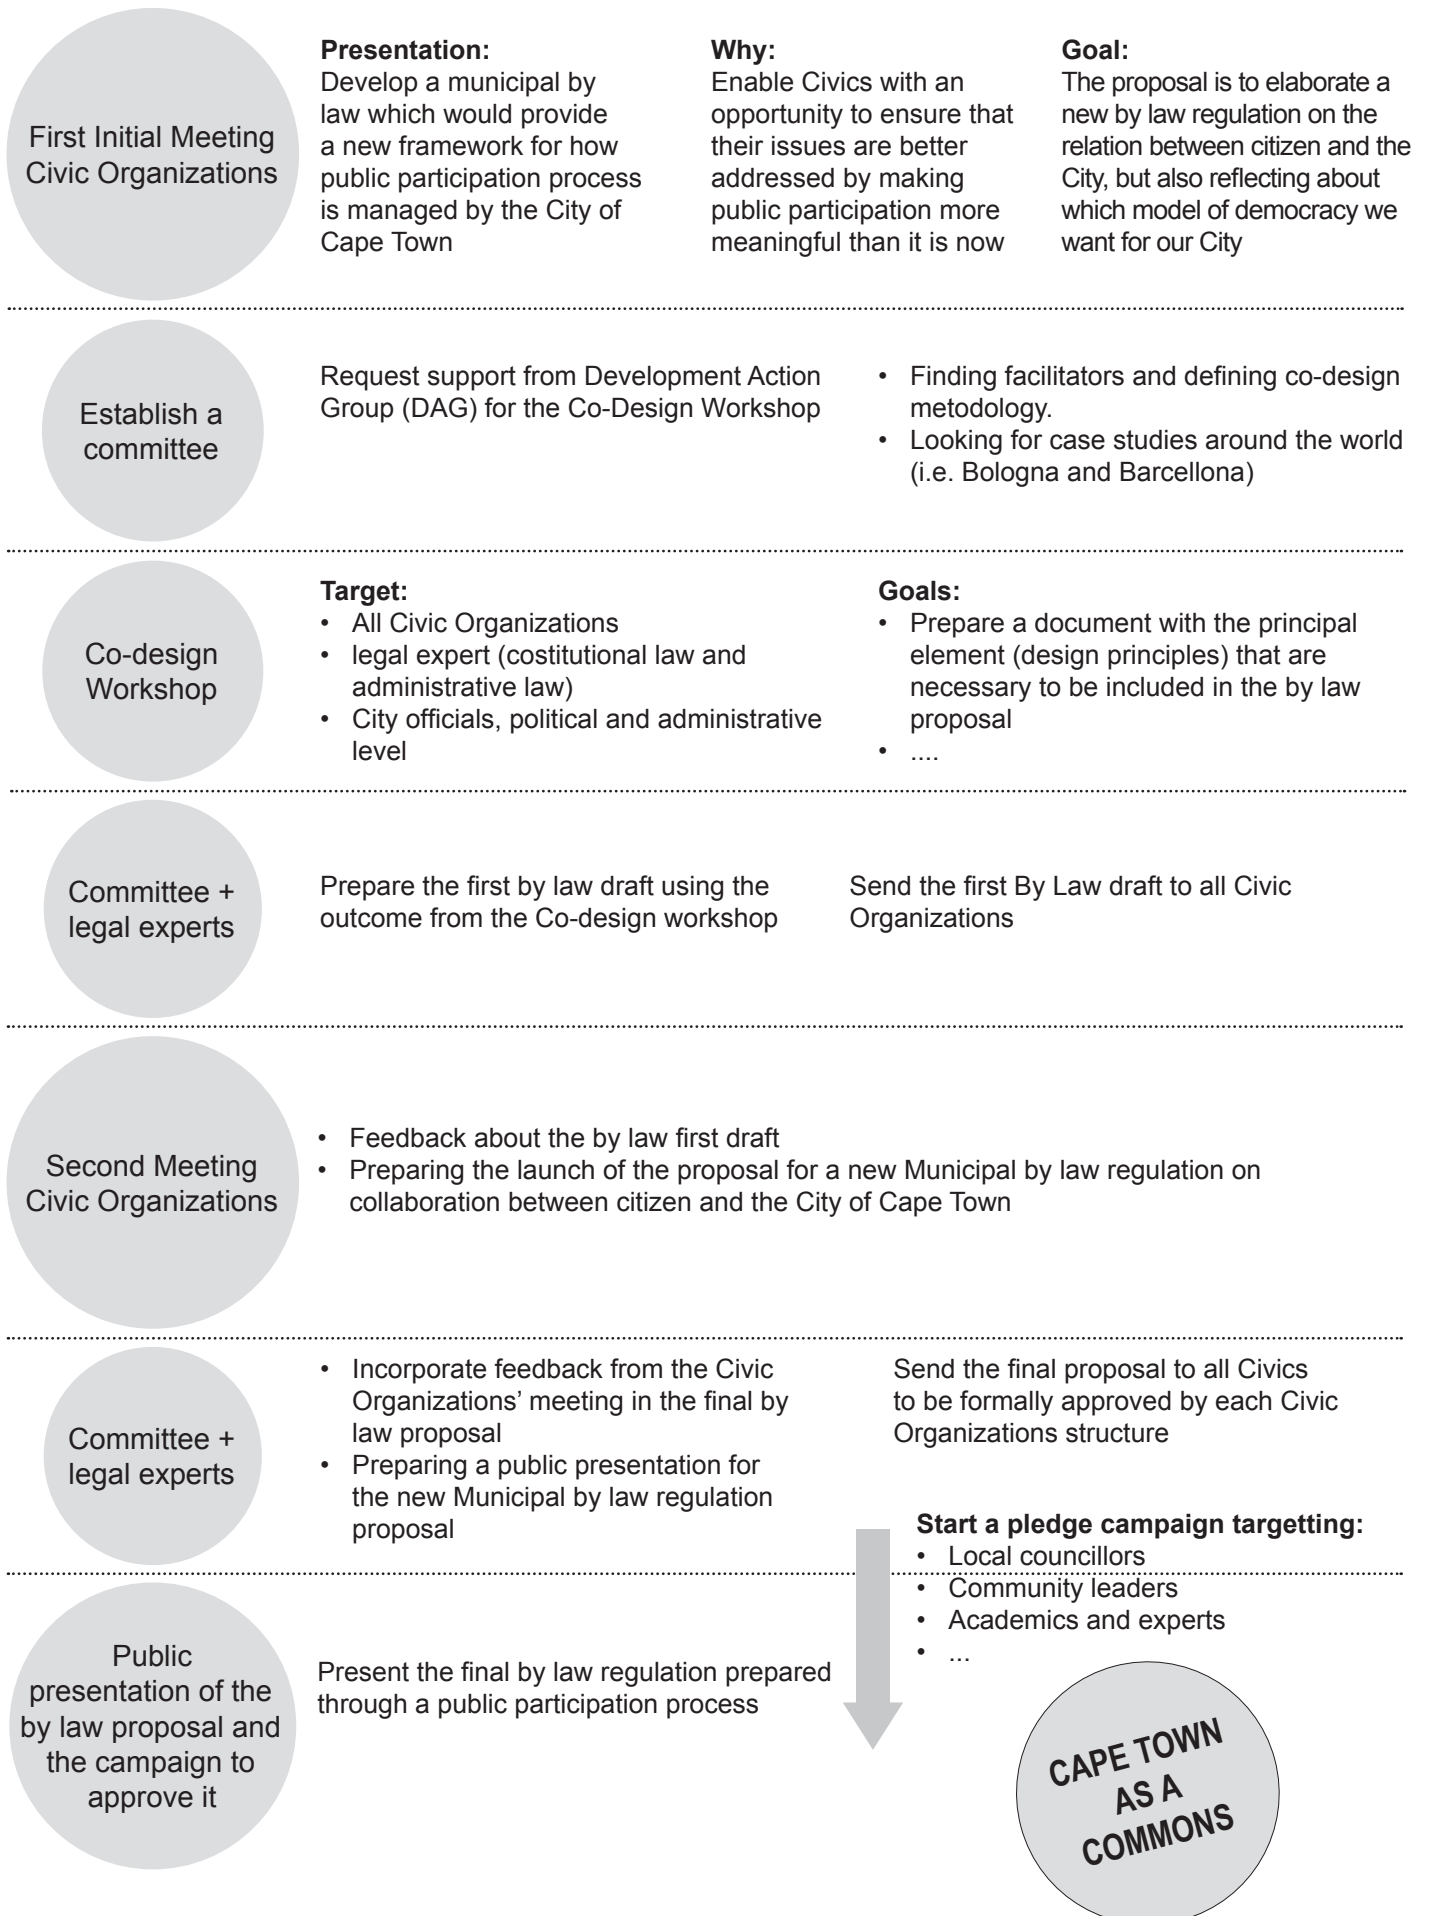 First Initial Meeting
Civic Organizations
Presentation:
Develop a municipal by
law which would provide
a new framework for how
public participation process
is managed by the City of
Cape Town
Why:
Enable Civics with an
opportunity to ensure that
their issues are better
addressed by making
public participation more
meaningful than it is now
Goal:
The proposal is to elaborate a
new by law regulation on the
relation between citizen and the
City, but also reflecting about
which model of democracy we
want for our City
Establish a
committee
Request support from Development Action
Group (DAG) for the Co-Design Workshop
• Finding facilitators and defining co-design
metodology.
• Looking for case studies around the world
(i.e. Bologna and Barcellona)
Co-design
Workshop
Target:
• All Civic Organizations
• legal expert (costitutional law and
administrative law)
• City officials, political and administrative
level
Goals:
• Prepare a document with the principal
element (design principles) that are
necessary to be included in the by law
proposal
• ....
Committee +
legal experts
Prepare the first by law draft using the
outcome from the Co-design workshop
Send the first By Law draft to all Civic
Organizations
Second Meeting
Civic Organizations
• Feedback about the by law first draft
• Preparing the launch of the proposal for a new Municipal by law regulation on
collaboration between citizen and the City of Cape Town
Committee +
legal experts
• Incorporate feedback from the Civic
Organizations’ meeting in the final by
law proposal
• Preparing a public presentation for
the new Municipal by law regulation
proposal
Send the final proposal to all Civics
to be formally approved by each Civic
Organizations structure
Start a pledge campaign targetting:
• Local councillors
• Community leaders
• Academics and experts
• ...
Public
presentation of the
by law proposal and
the campaign to
approve it
Present the final by law regulation prepared
through a public participation process
CAPE TOWN
AS A
COMMONS